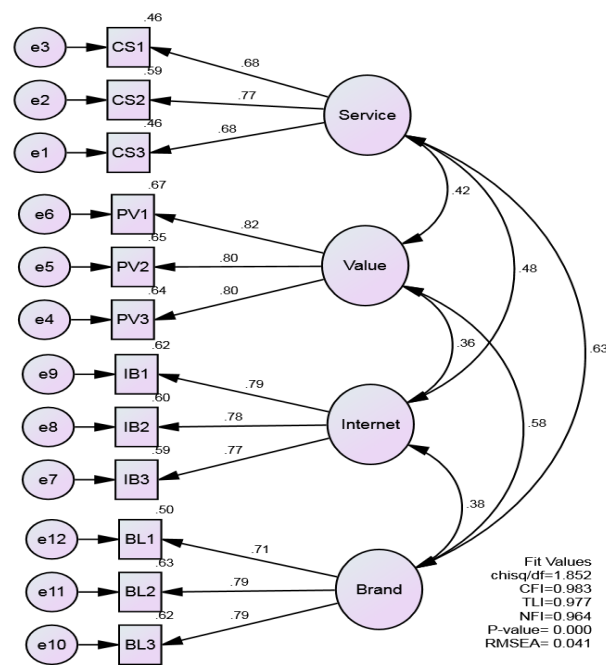 .46
e3 CS1
.68
.59
e2 CS2 .77
Service
.46
e1 CS3 .68
.42
.67
e6 PV1
.82
.65
e5 PV2 .80
Value
.48
.64
e4 PV3 .80
.63
.36
.62
e9 IB1
.79
.60
e8 IB2 .78
Internet
.58
.59
e7 IB3 .77
.38
.50
e12 BL1
.71
.63
e11 BL2 .79
Brand
.62
e10 BL3 .79
Fit Values
chisq/df=1.852
CFI=0.983
TLI=0.977
NFI=0.964
P-value= 0.000
RMSEA= 0.041